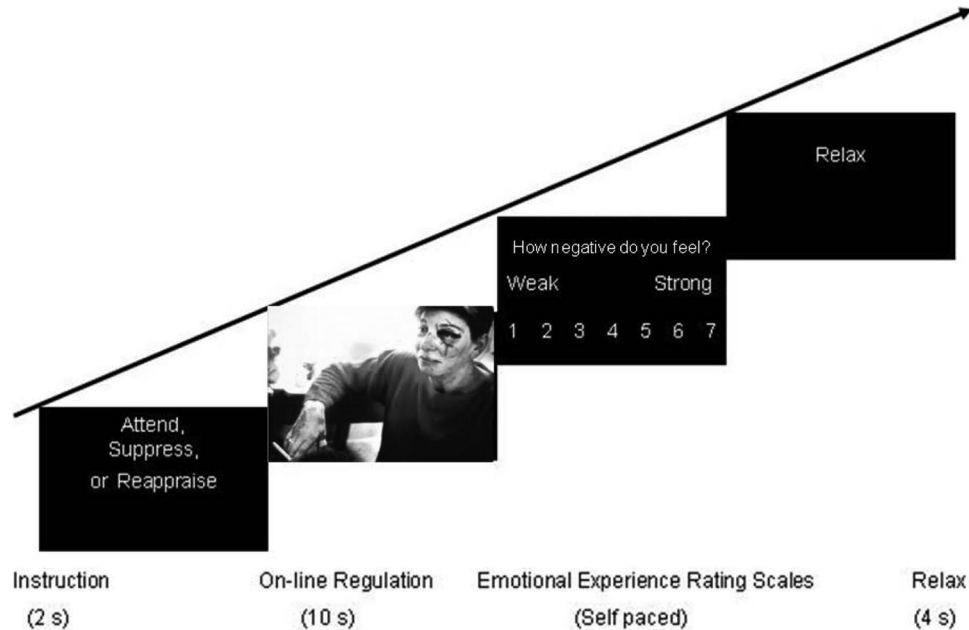 Relax
How negative do you feel?
Weak Strong
1 2 3 4 5 6 7
Attend,
Suppress,
or Reappraise
Instruction On-line Regulation Emotional Experience Rating Scales Relax
(2 s) (10 s) (Self paced) (4 s)